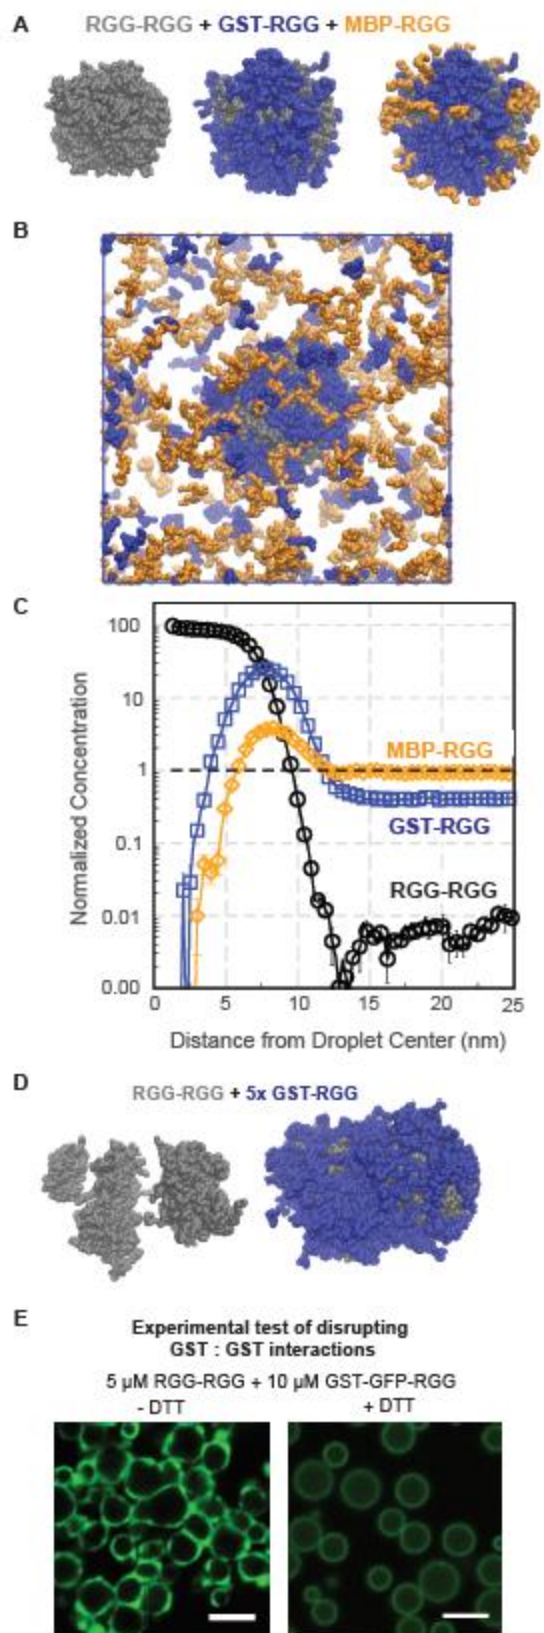 A
RGG-RGG + GST-RGG + MBP-RGG
B
C
Normalized Concentration
100
10
1
0.1
0.01
0.00
MBP-RGG
GST-RGG
RGG-RGG
0 5 10 15 20 25
Distance from Droplet Center (nm)
D
RGG-RGG + 5x GST-RGG
E
Experimental test of disrupting
GST : GST interactions
5 µM RGG-RGG + 10 µM GST-GFP-RGG
- DTT + DTT